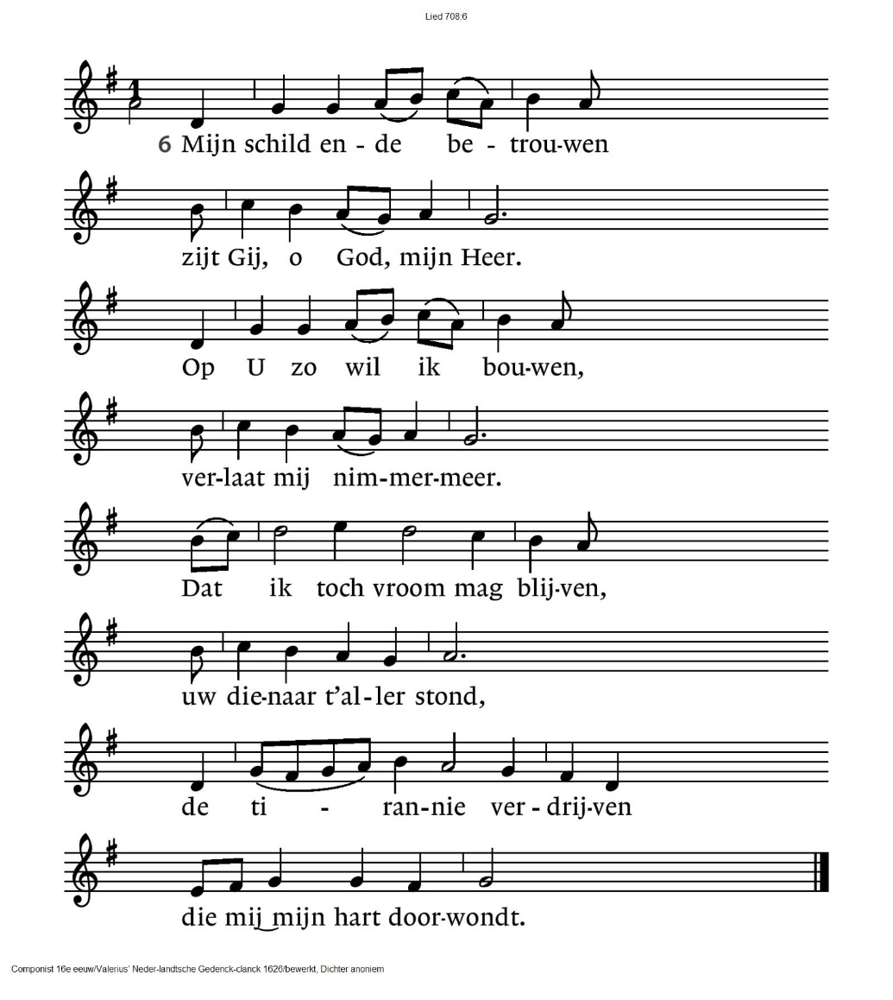 Lied 708:6
6 Mijn schild en - de be - trou-wen
zijt Gij, o God, mijn Heer.
Op U zo wil ik bou-wen,
ver-laat mij nim-mer-meer.
Dat ik toch vroom mag blij-ven,
uw die-naar t’al-ler stond,
de ti - ran-nie ver - drij-ven
die mij‿mijn hart door-wondt.
Componist 16e eeuw/Valerius' Neder-landtsche Gedenck-clanck 1626/bewerkt, Dichter anoniem